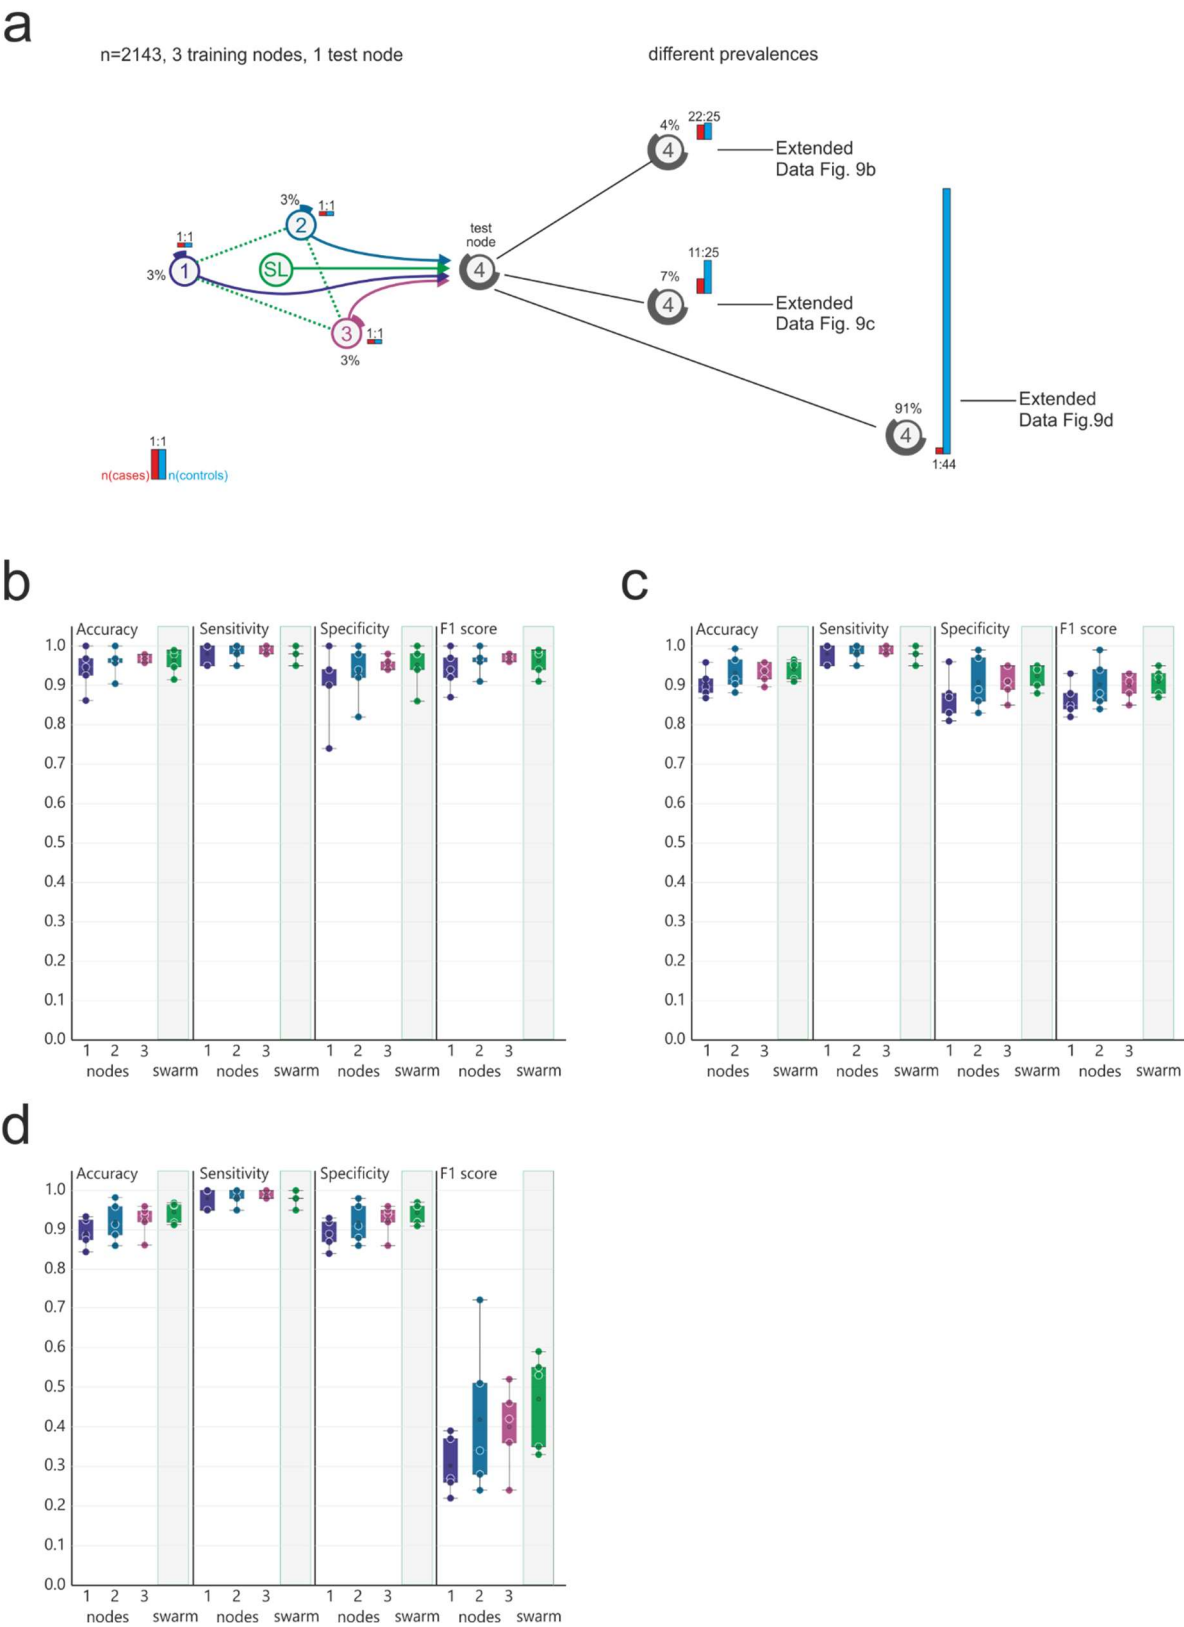 a
n=2143, 3 training nodes, 1 test node
different prevalences
4%
22:25
4
Extended
Data Fig. 9b
3%
1:1
2
1:1
3%
1
SL
test
node
4
7%
11:25
4
Extended
Data Fig. 9c
3
1:1
3%
91%
4
1:44
Extended
Data Fig.9d
1:1
n(cases)
n(controls)
b
Accuracy
Sensitivity
Specificity
F1 score
1.0
0.9
0.8
0.7
0.6
0.5
0.4
0.3
0.2
0.1
0.0
1 2 3 1 2 3 1 2 3 1 2 3
nodes swarm nodes swarm nodes swarm nodes swarm
c
Accuracy
Sensitivity
Specificity
F1 score
1.0
0.9
0.8
0.7
0.6
0.5
0.4
0.3
0.2
0.1
0.0
1 2 3 1 2 3 1 2 3 1 2 3
nodes swarm nodes swarm nodes swarm nodes swarm
d
Accuracy
Sensitivity
Specificity
F1 score
1.0
0.9
0.8
0.7
0.6
0.5
0.4
0.3
0.2
0.1
0.0
1 2 3 1 2 3 1 2 3 1 2 3
nodes swarm nodes swarm nodes swarm nodes swarm